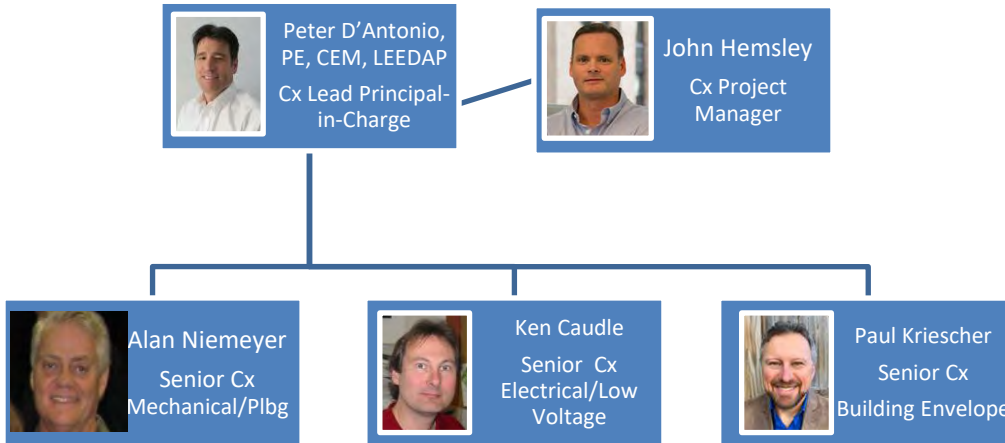 Peter D’Antonio,
PE, CEM, LEEDAP
Cx Lead Principal-
in-Charge
John Hemsley
Cx Project
Manager
Alan Niemeyer
Senior Cx
Mechanical/Plbg
Ken Caudle
Senior Cx
Electrical/Low
Voltage
Paul Kriescher
Senior Cx
Building Envelope